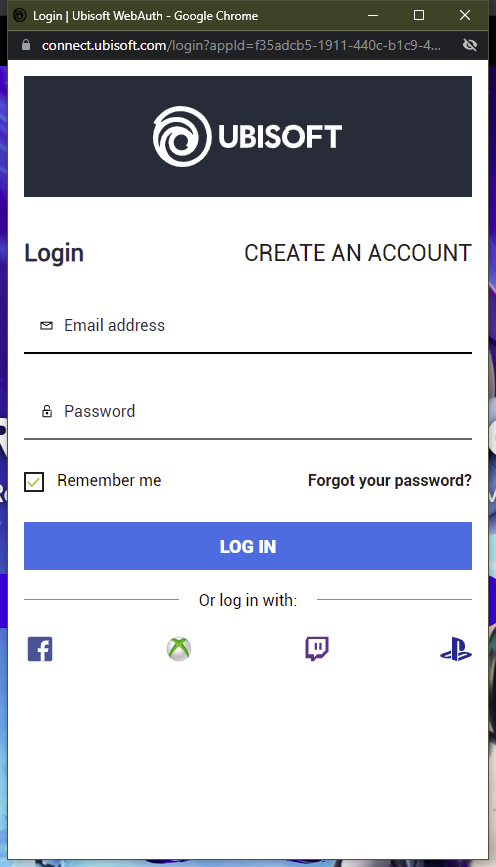 Login | Ubisoft WebAuth - Google Chrome
connect.ubisoft.com/login?appId=f35adcb5-1911-440c-b1c9-4...
UBISOFT
Login CREATE AN ACCOUNT
Email address
Password
Remember me Forgot your password?
LOG IN
Or log in with: